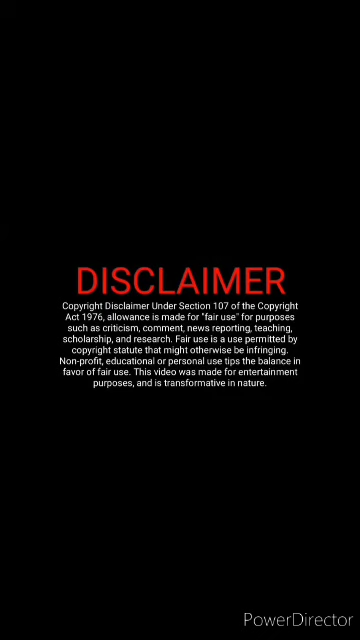 DISCLAIMER
Copyright Disclaimer Under Section 107 of the Copyright
Act 1976, allowance is made for "fair use" for purposes
such as criticism, comment, news reporting, teaching,
scholarship, and research. Fair use is a use permitted by
copyright statute that might otherwise be infringing.
Non-profit, educational or personal use tips the balance in
favor of fair use. This video was made for entertainment
purposes, and is transformative in nature.
PowerDirector